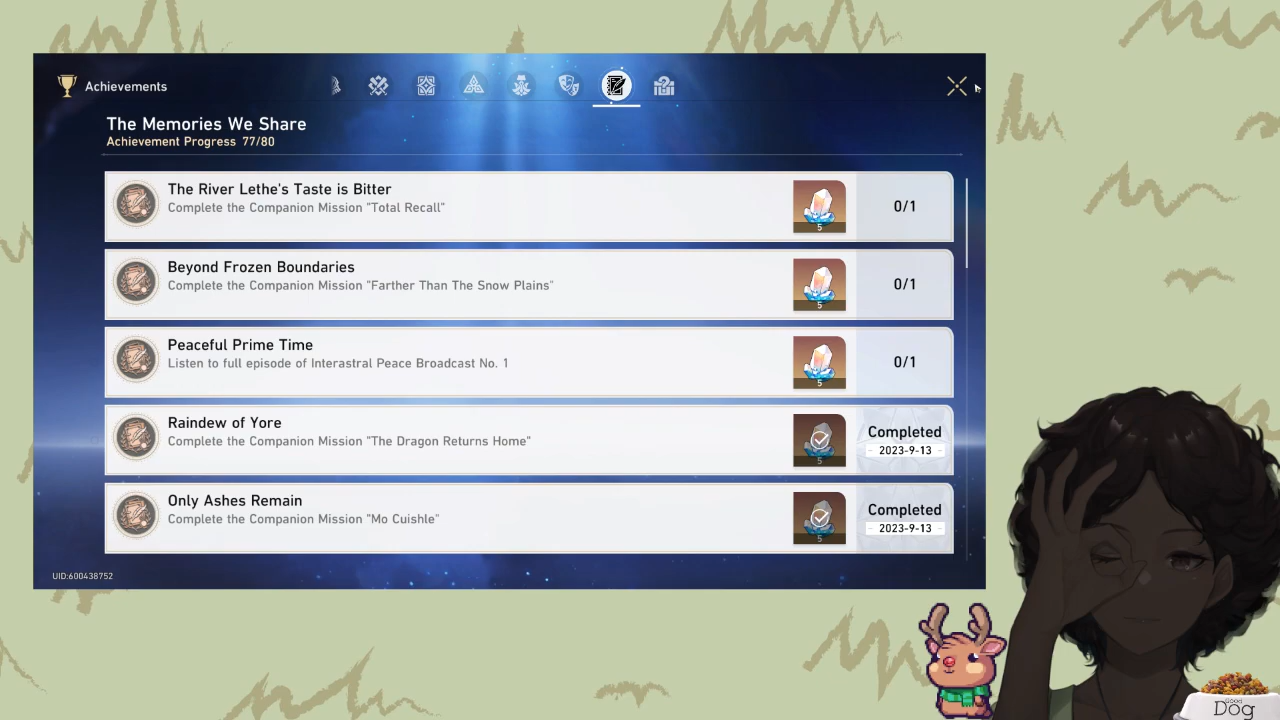 Achievements
The Memories We Share
Achievement Progress 77/80
The River Lethe's Taste is Bitter
Complete the Companion Mission "Total Recall"
5
0/1
Beyond Frozen Boundaries
Complete the Companion Mission "Farther Than The Snow Plains"
5
0/1
Peaceful Prime Time
Listen to full episode of Interastral Peace Broadcast No. 1
5
0/1
Raindew of Yore
Complete the Companion Mission "The Dragon Returns Home"
5
Completed
2023-9-13
Only Ashes Remain
Complete the Companion Mission "Mo Cuishle"
5
Completed
2023-9-13
UID:600438752
GOOD
DOg